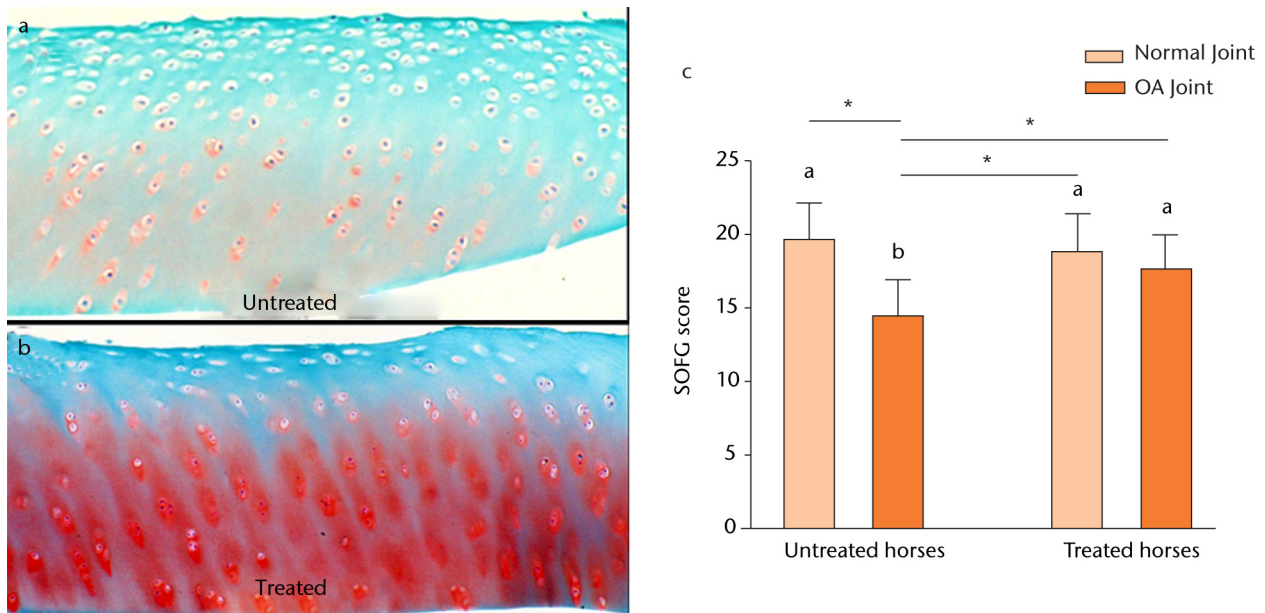 a
Untreated
b
Treated
c
Normal Joint
OA Joint
*
*
*
a
b
a
a
25
20
15
10
5
0
SOFG score
Untreated horses
Treated horses